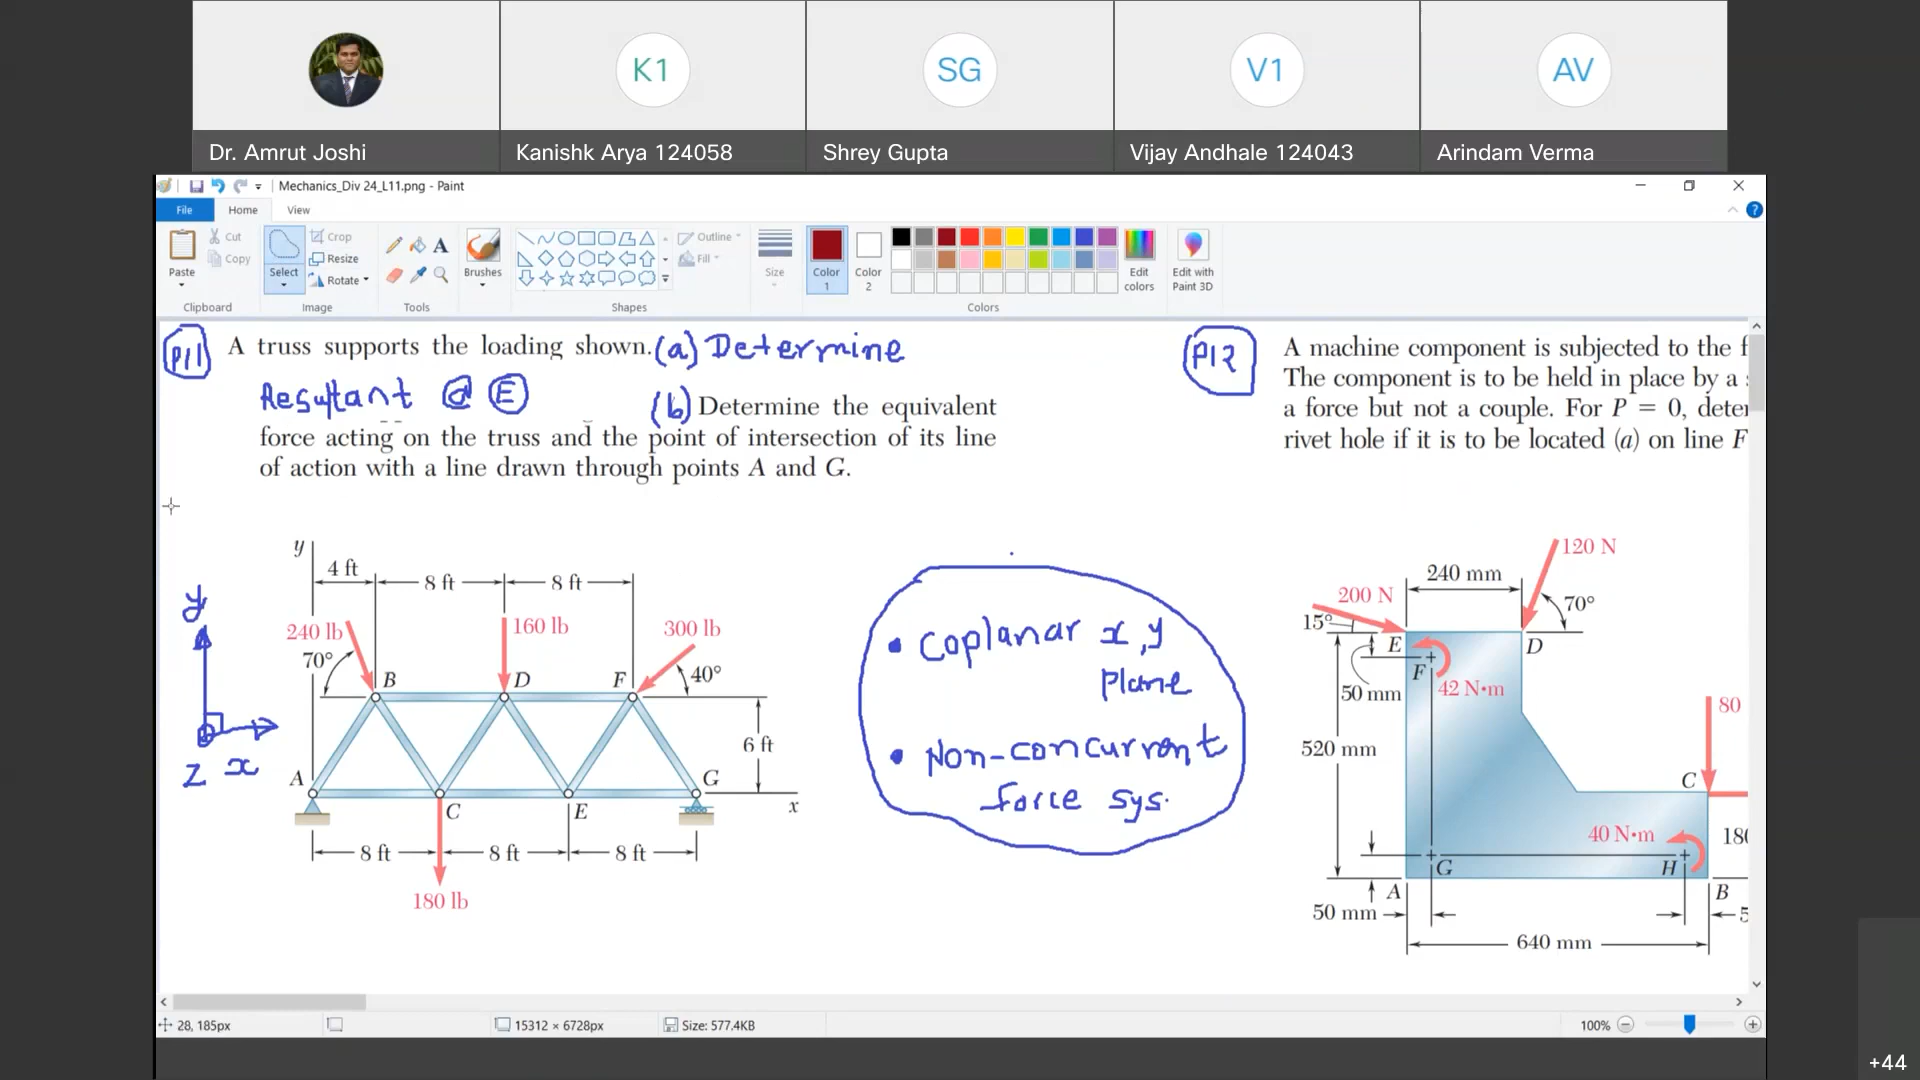 K1
SG
V1
AV
Dr. Amrut Joshi
Kanishk Arya 124058
Shrey Gupta
Vijay Andhale 124043
Arindam Verma
Mechanics_Div 24_L11.png - Paint
File
Home
View
Paste
Cut
Copy
Clipboard
Select
Crop
Resize
Rotate
Image
A
Tools
Brushes
Shapes
Outline
Fill
Size
Color 1
Color 2
Colors
Edit colors
Edit with Paint 3D
P11
A truss supports the loading shown. (a) Determine
Resultant @ E
(b) Determine the equivalent
force acting on the truss and the point of intersection of its line
of action with a line drawn through points A and G.
P12
A machine component is subjected to the f
The component is to be held in place by a
a force but not a couple. For P = 0, deter
rivet hole if it is to be located (a) on line F
y
4 ft
8 ft
8 ft
240 lb
160 lb
300 lb
70°
40°
B
D
F
6 ft
A
C
E
G
x
8 ft
8 ft
8 ft
180 lb
y
z
x
• Coplanar x,y
plane
• Non-concurrent
force sys.
120 N
240 mm
200 N
70°
15°
E
D
F
50 mm
42 N•m
80
520 mm
C
40 N•m
180
G
H
A
B
50 mm
5
640 mm
28, 185px
15312 × 6728px
Size: 577.4KB
100%
+44